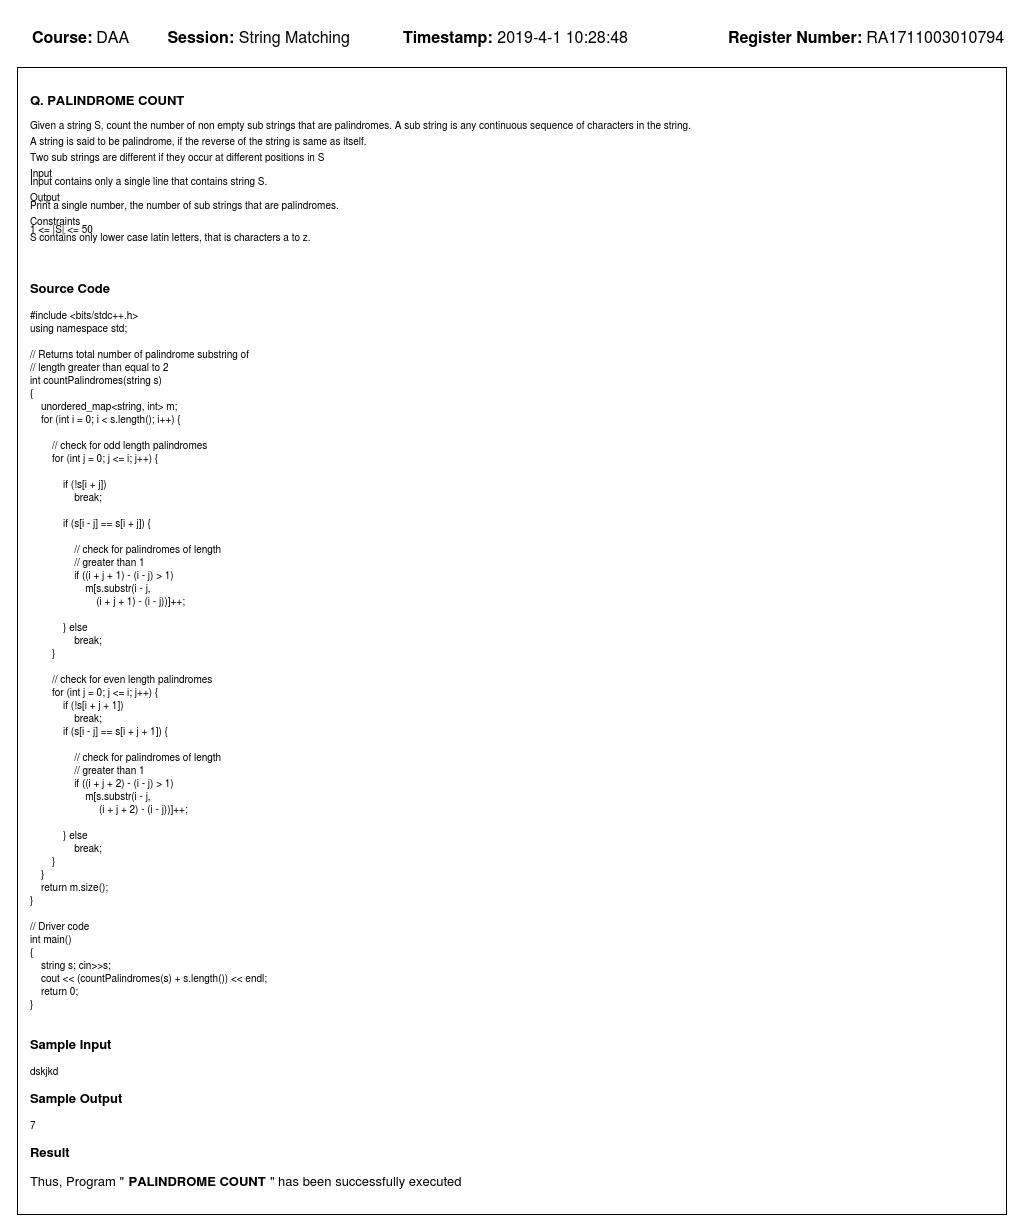 Course: DAA Session: String Matching Timestamp: 2019-4-1 10:28:48 Register Number: RA1711003010794
Q. PALINDROME COUNT
Given a string S, count the number of non empty sub strings that are palindromes. A sub string is any continuous sequence of characters in the string.
A string is said to be palindrome, if the reverse of the string is same as itself.
Two sub strings are different if they occur at different positions in S
Input
Input contains only a single line that contains string S.
Output
Print a single number, the number of sub strings that are palindromes.
Constraints
1 <= |S| <= 50
S contains only lower case latin letters, that is characters a to z.
Source Code
#include <bits/stdc++.h>
using namespace std;
// Returns total number of palindrome substring of
// length greater than equal to 2
int countPalindromes(string s)
{
unordered_map<string, int> m;
for (int i = 0; i < s.length(); i++) {
// check for odd length palindromes
for (int j = 0; j <= i; j++) {
if (!s[i + j])
break;
if (s[i - j] == s[i + j]) {
// check for palindromes of length
// greater than 1
if ((i + j + 1) - (i - j) > 1)
m[s.substr(i - j,
(i + j + 1) - (i - j))]++;
} else
break;
}
// check for even length palindromes
for (int j = 0; j <= i; j++) {
if (!s[i + j + 1])
break;
if (s[i - j] == s[i + j + 1]) {
// check for palindromes of length
// greater than 1
if ((i + j + 2) - (i - j) > 1)
m[s.substr(i - j,
(i + j + 2) - (i - j))]++;
} else
break;
}
}
return m.size();
}
// Driver code
int main()
{
string s; cin>>s;
cout << (countPalindromes(s) + s.length()) << endl;
return 0;
}
Sample Input
dskjkd
Sample Output
7
Result
Thus, Program " PALINDROME COUNT " has been successfully executed